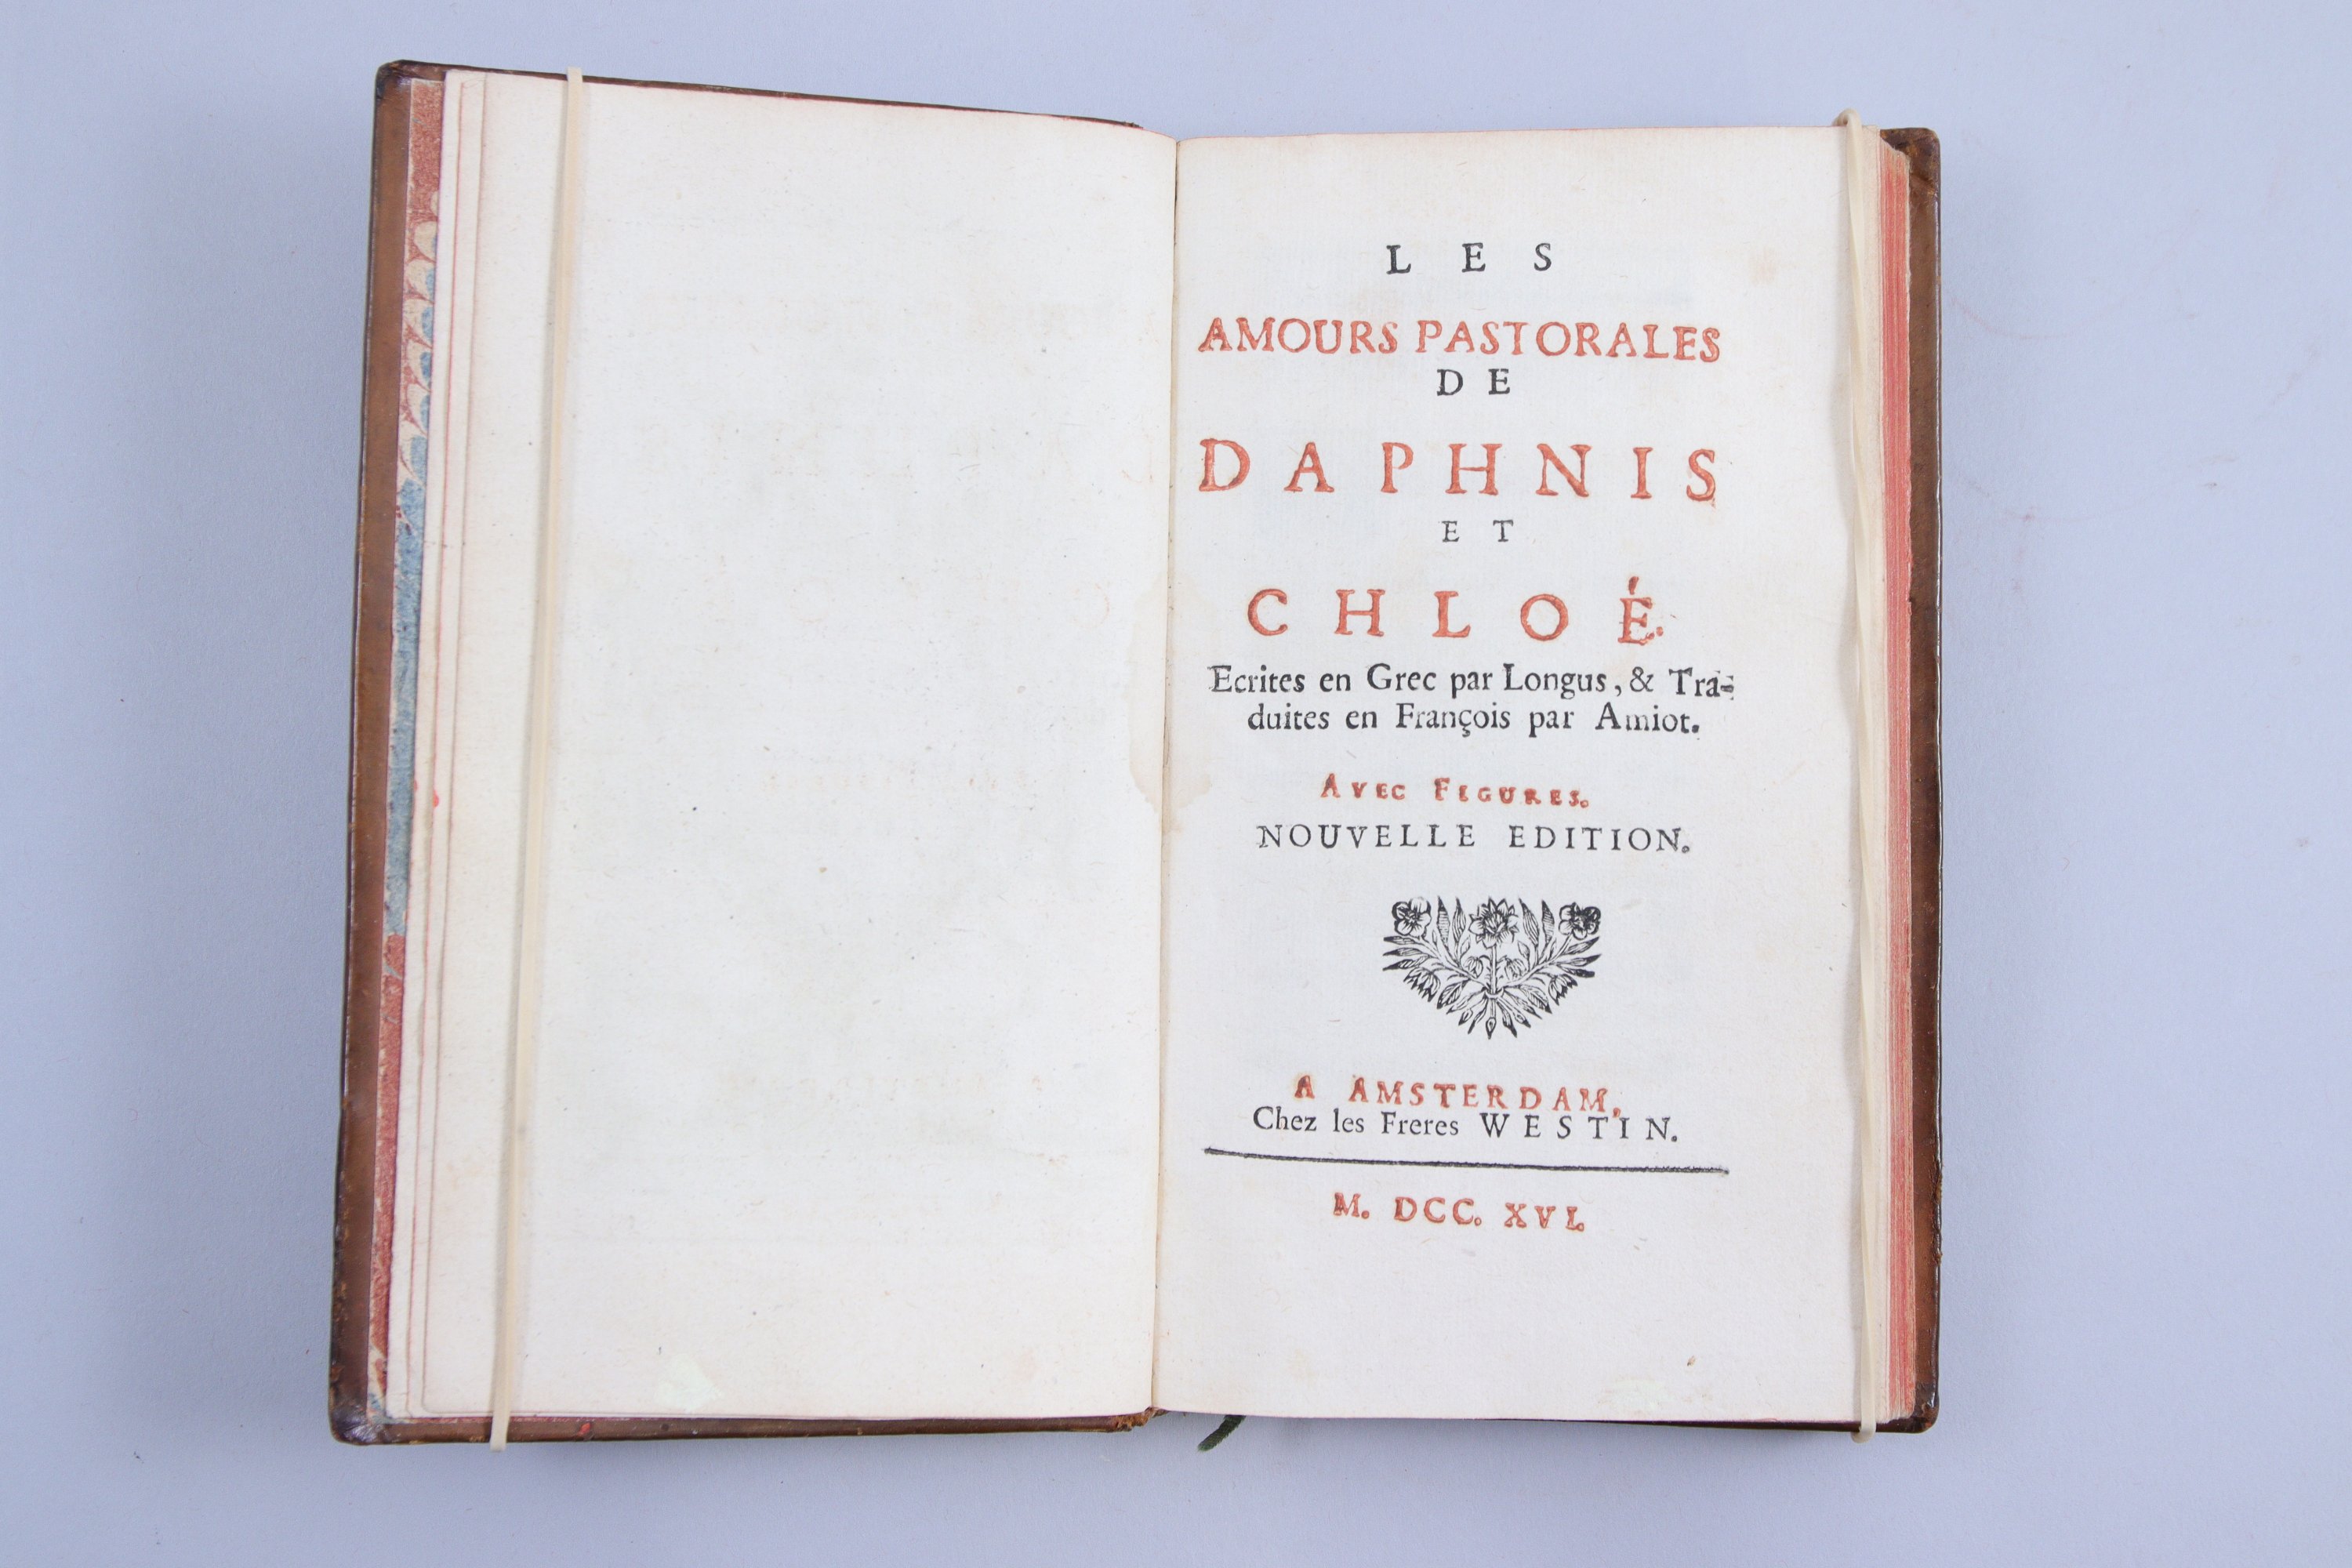 LES
AMOURS PASTORALES
DE
DAPHNIS
ET
CHLOÉ.
Ecrites en Grec par Longus, & Tra-
duites en François par Amiot.
AVEC FIGURES.
NOUVELLE EDITION.
A AMSTERDAM,
Chez les Freres WESTIN.
M. DCC. XVI.